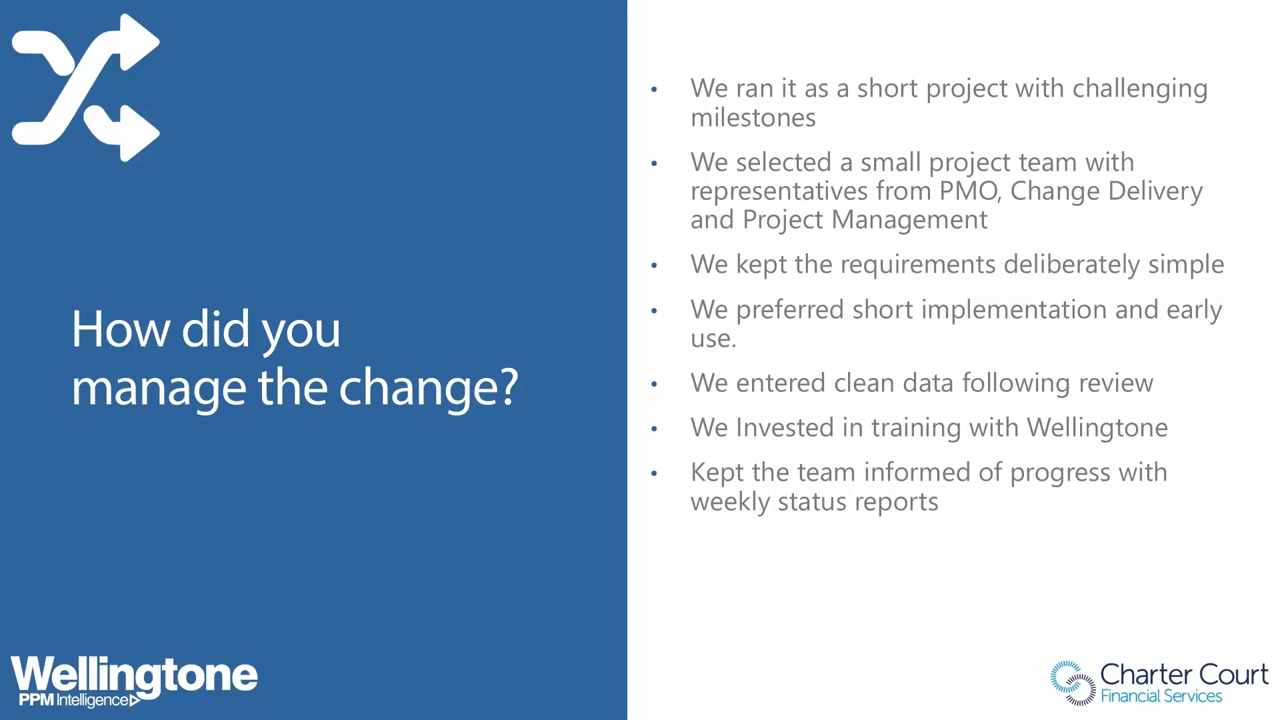 How did you
manage the change?
• We ran it as a short project with challenging
milestones
• We selected a small project team with
representatives from PMO, Change Delivery
and Project Management
• We kept the requirements deliberately simple
• We preferred short implementation and early
use.
• We entered clean data following review
• We Invested in training with Wellingtone
• Kept the team informed of progress with
weekly status reports
Wellingtone
PPM Intelligence
Charter Court
Financial Services